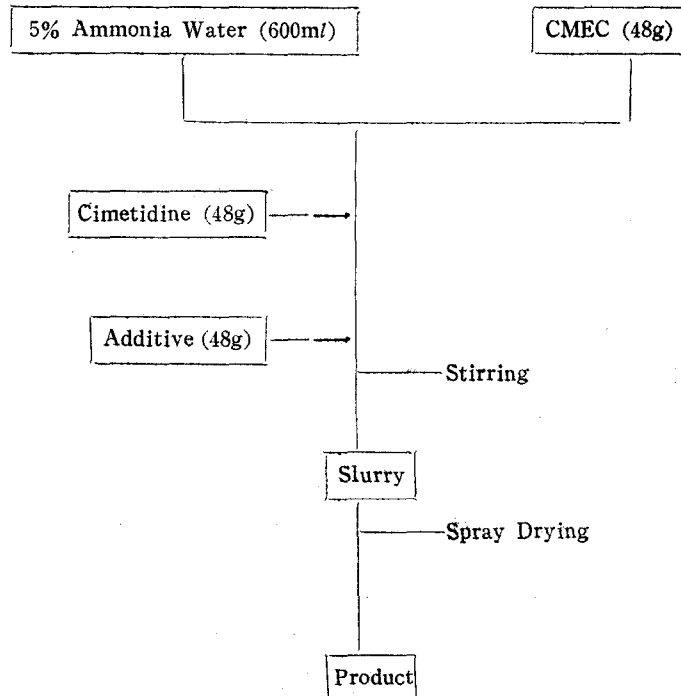 5% Ammonia Water (600ml)
CMEC (48g)
Cimetidine (48g)
Additive (48g)
Stirring
Slurry
Spray Drying
Product